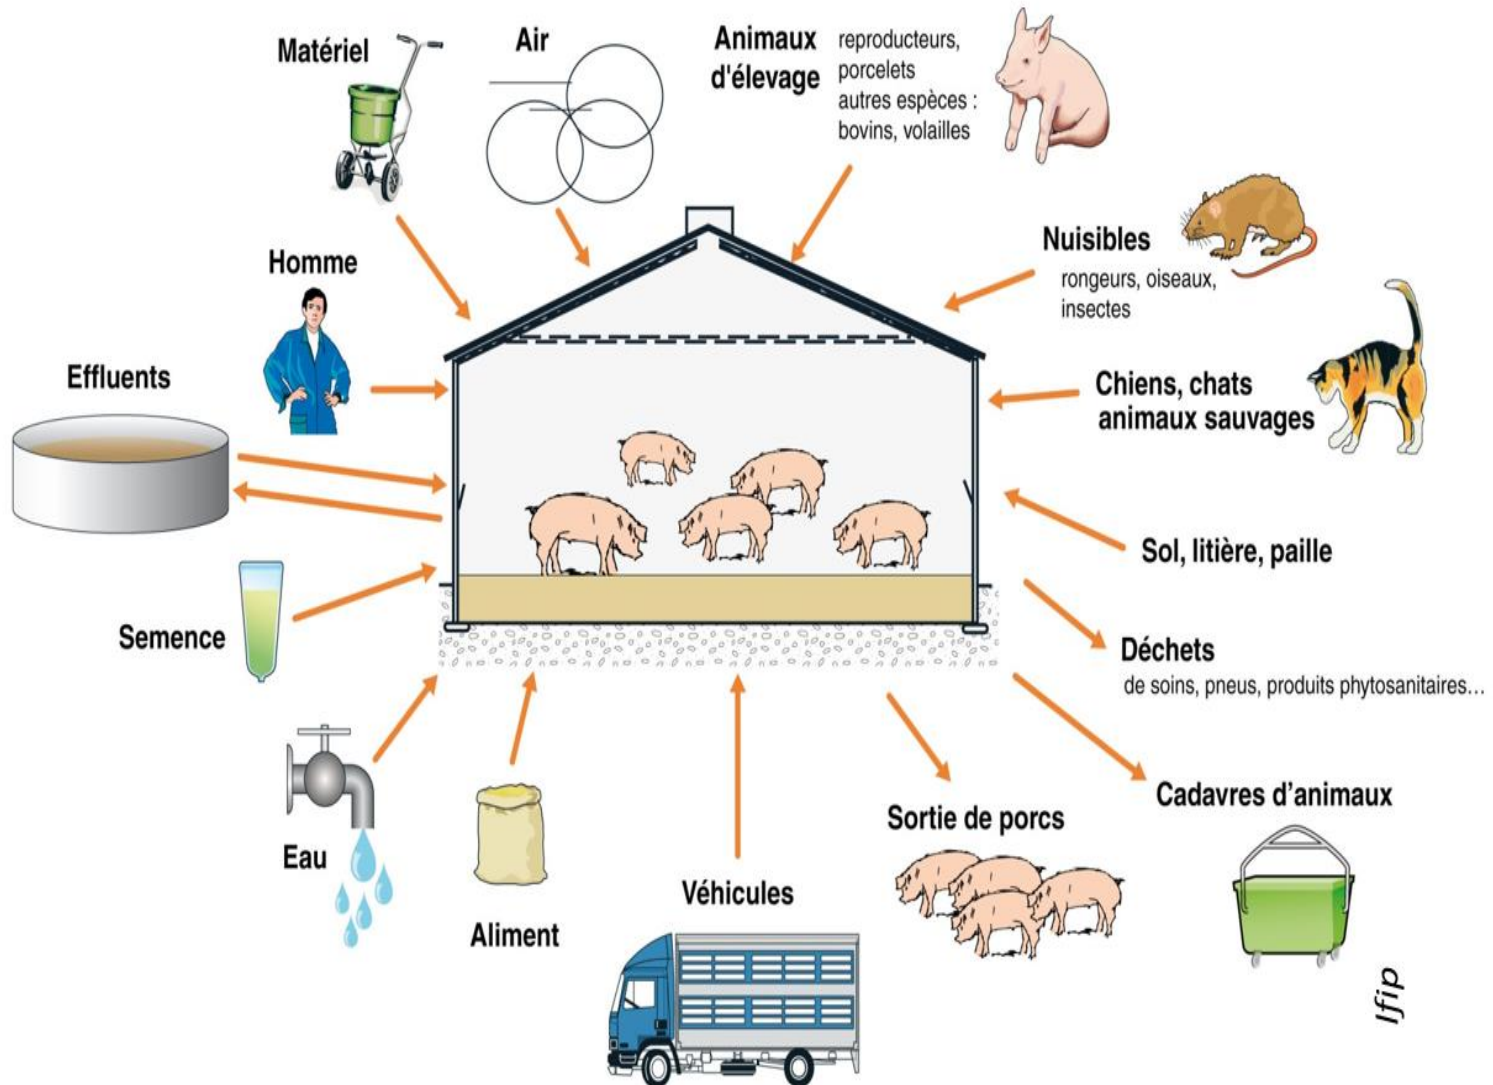 Matériel
Air
Animaux
d'élevage
reproducteurs,
porcelets
autres espèces :
bovins, volailles
Nuisibles
rongeurs, oiseaux,
insectes
Homme
Chiens, chats
animaux sauvages
Effluents
Sol, litière, paille
Semence
Déchets
de soins, pneus, produits phytosanitaires...
Cadavres d'animaux
Sortie de porcs
Eau
Véhicules
Aliment
Ifip